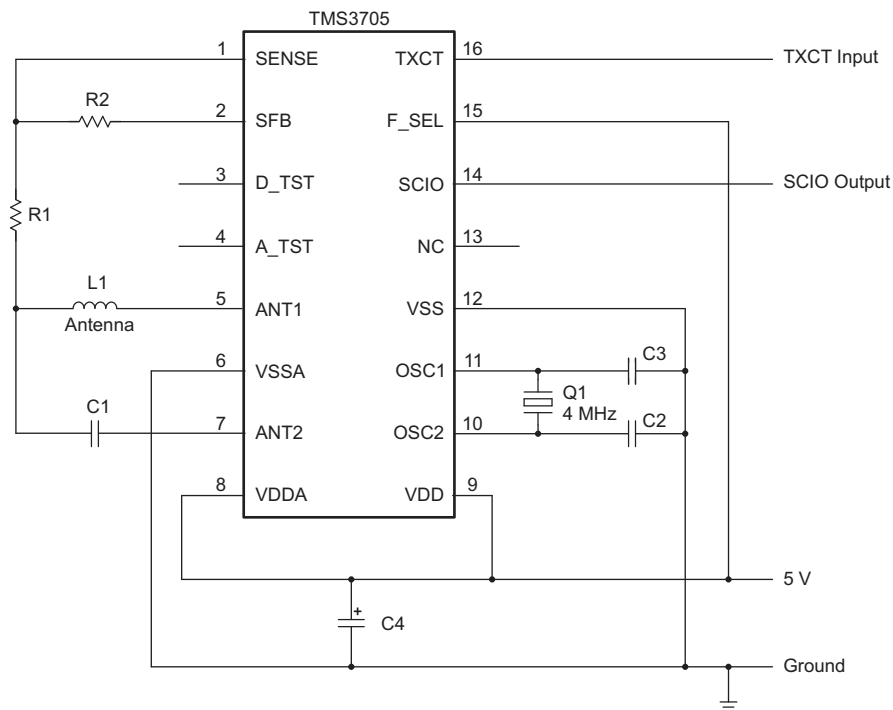 TMS3705
1 SENSE TXCT 16 TXCT Input
R2
2 SFB F_SEL 15
3 D_TST SCIO 14 SCIO Output
R1
4 A_TST NC 13
L1
Antenna
5 ANT1 VSS 12
6 VSSA OSC1 11 C3
Q1
4 MHz
C1
7 ANT2 OSC2 10 C2
8 VDDA VDD 9
5 V
+
C4
Ground